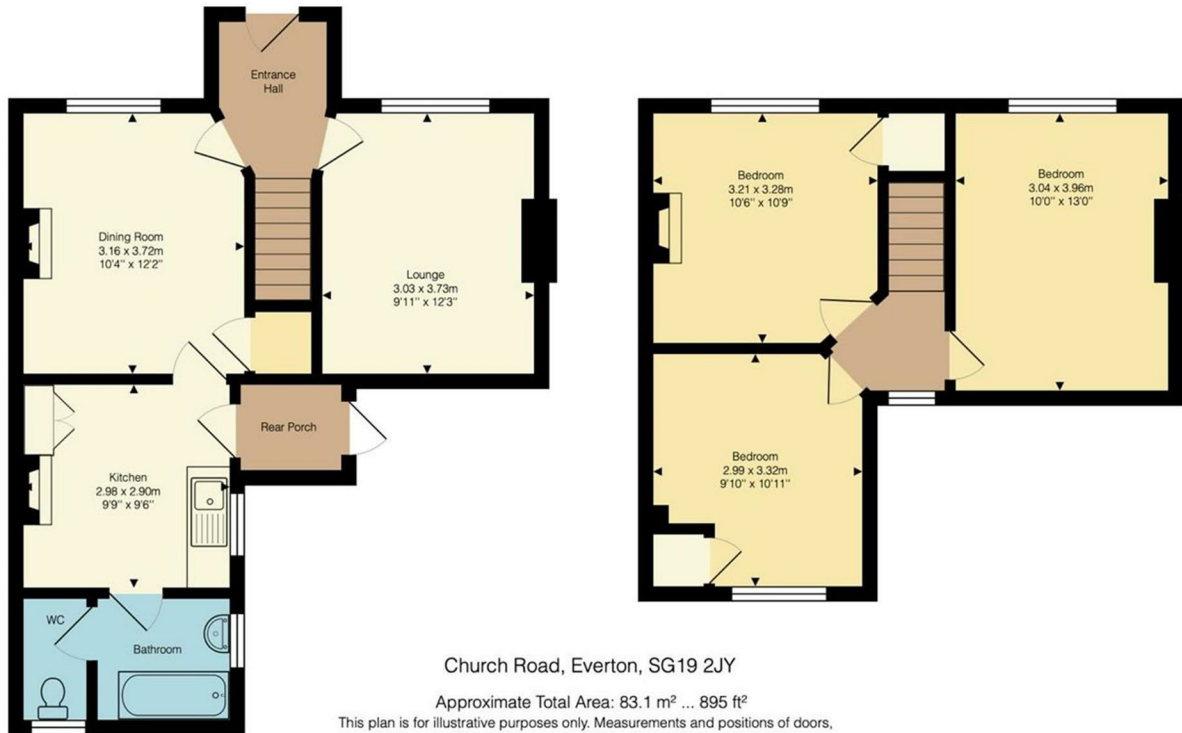 Entrance
Hall
Dining Room
3.16 x 3.72m
10'4" x 12'2"
Lounge
3.03 x 3.73m
9'11" x 12'3"
Rear Porch
Kitchen
2.98 x 2.90m
9'9" x 9'6"
WC
Bathroom
Bedroom
3.21 x 3.28m
10'6" x 10'9"
Bedroom
3.04 x 3.96m
10'0" x 13'0"
Bedroom
2.99 x 3.32m
9'10" x 10'11"
Church Road, Everton, SG19 2JY
Approximate Total Area: 83.1 m² ... 895 ft²
This plan is for illustrative purposes only. Measurements and positions of doors,